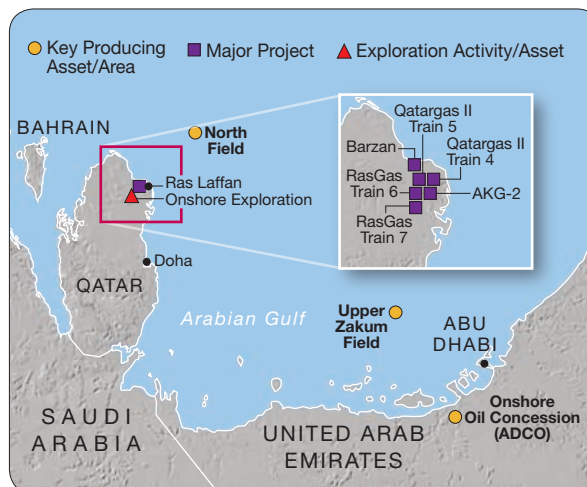 Key Producing
Asset/Area
Major Project
Exploration Activity/Asset
BAHRAIN
North
Field
Ras Laffan
Onshore Exploration
Doha
QATAR
Qatargas II
Train 5
Barzan
Qatargas II
Train 4
RasGas
Train 6
AKG-2
RasGas
Train 7
Arabian Gulf
Upper
Zakum
Field
ABU
DHABI
Onshore
Oil Concession
(ADCO)
SAUDI
ARABIA
UNITED ARAB
EMIRATES